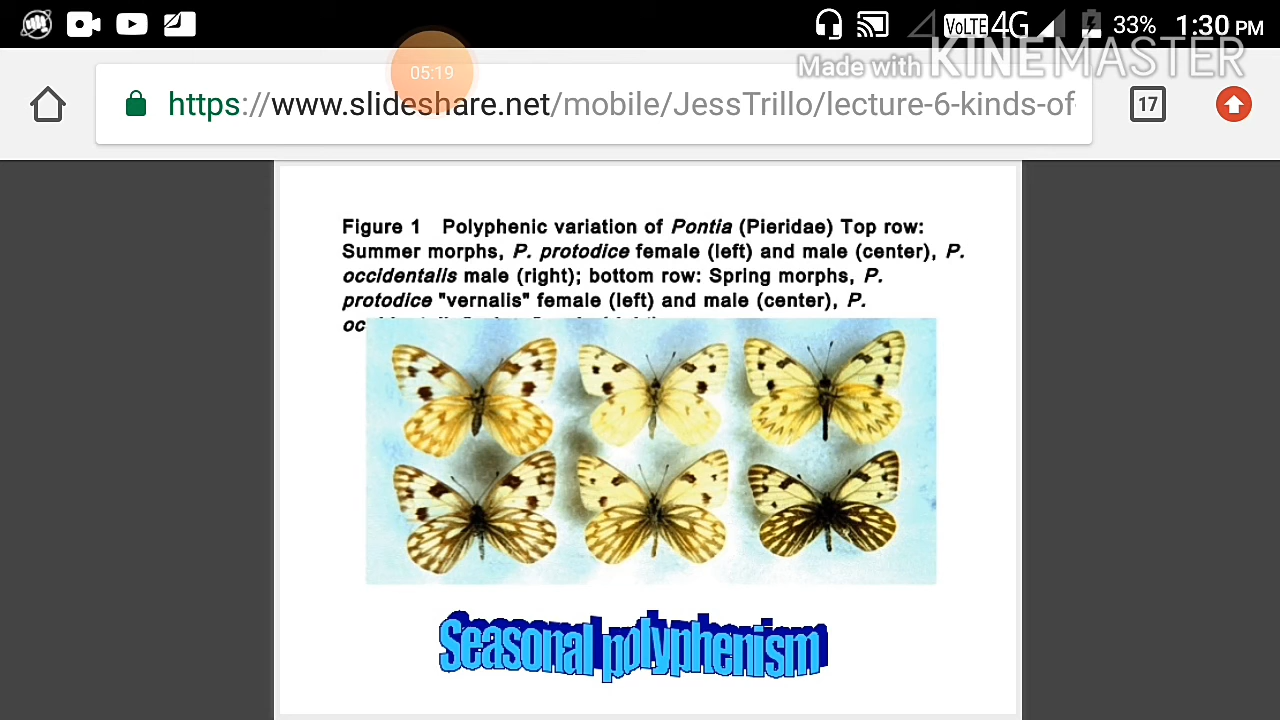 VoLTE 4G 33% 1:30 PM
Made with KINEMASTER
05:19
https://www.slideshare.net/mobile/JessTrillo/lecture-6-kinds-of-
17
Figure 1 Polyphenic variation of Pontia (Pieridae) Top row:
Summer morphs, P. protodice female (left) and male (center), P.
occidentalis male (right); bottom row: Spring morphs, P.
protodice "vernalis" female (left) and male (center), P.
oc
Seasonal polyphenism